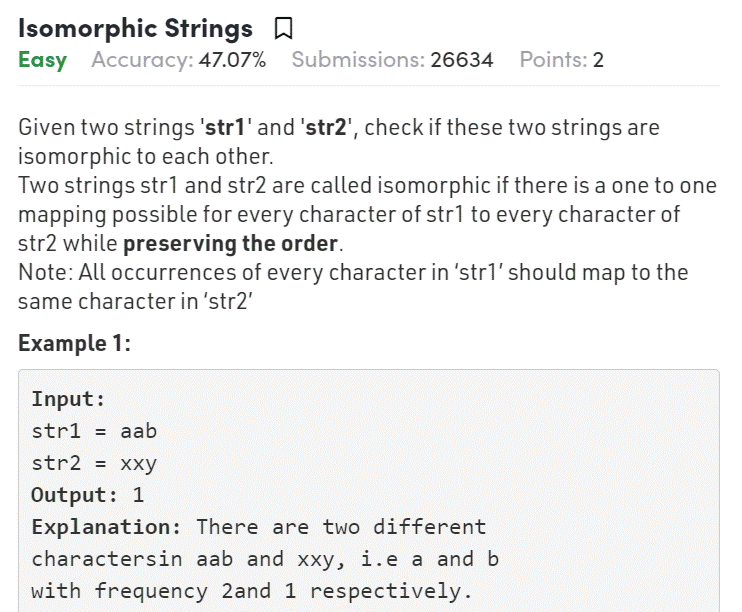 Isomorphic Strings
Easy Accuracy: 47.07% Submissions: 26634 Points: 2
Given two strings 'str1' and 'str2', check if these two strings are
isomorphic to each other.
Two strings str1 and str2 are called isomorphic if there is a one to one
mapping possible for every character of str1 to every character of
str2 while preserving the order.
Note: All occurrences of every character in ‘str1’ should map to the
same character in ‘str2’
Example 1:
Input:
str1 = aab
str2 = xxy
Output: 1
Explanation: There are two different
charactersin aab and xxy, i.e a and b
with frequency 2and 1 respectively.